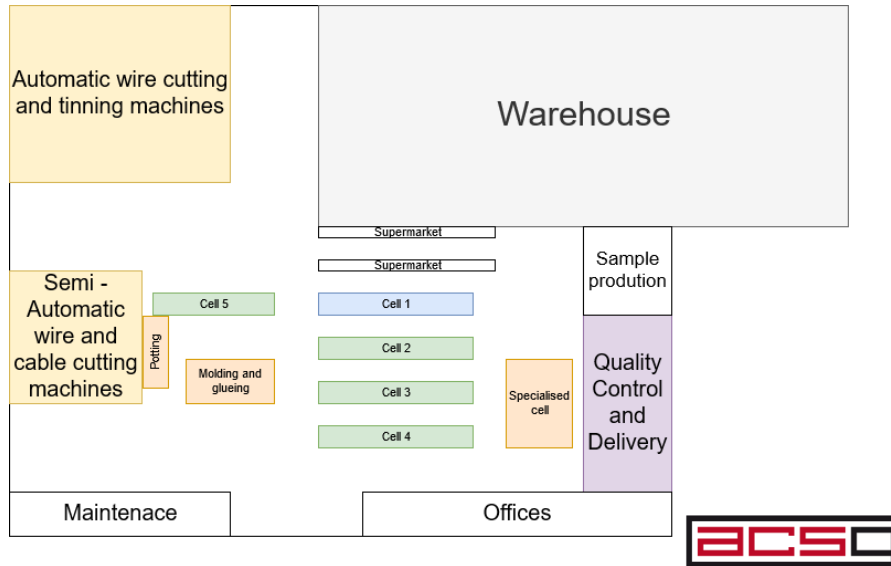 Automatic wire cutting
and tinning machines
Warehouse
Supermarket
Supermarket
Sample
prodution
Semi -
Automatic
wire and
cable cutting
machines
Cell 5
Cell 1
Potting
Cell 2
Molding and
glueing
Cell 3
Specialised
cell
Quality
Control
and
Delivery
Cell 4
Maintenace
Offices